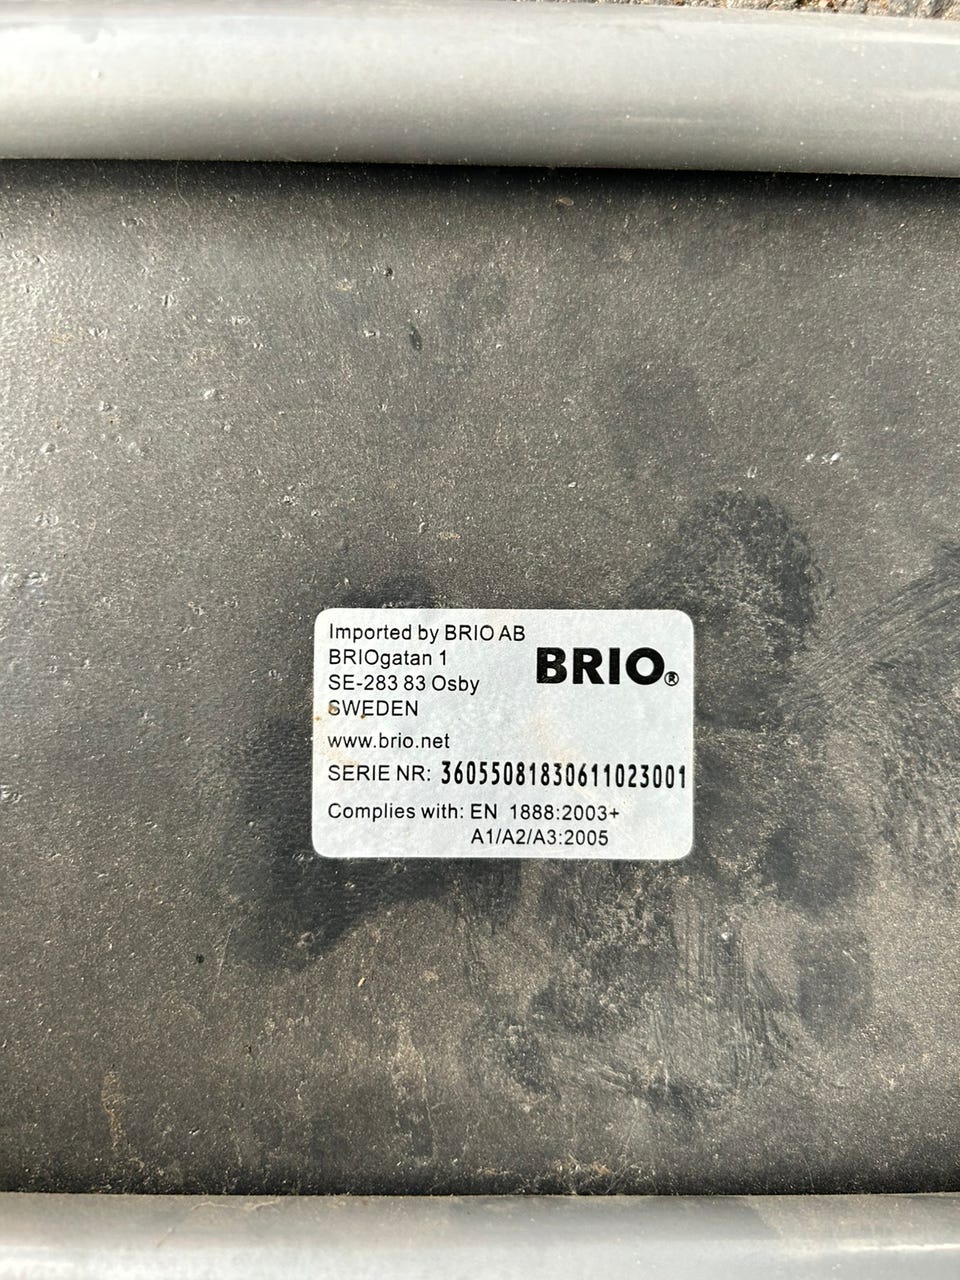 Imported by BRIO AB
BRIOgatan 1
SE-283 83 Osby
SWEDEN
BRIO®
www.brio.net
SERIE NR: 36055081830611023001
Complies with: EN 1888:2003+
A1/A2/A3:2005